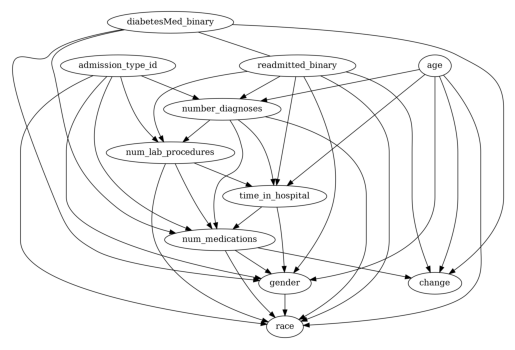 diabetesMed_binary
admission_type_id
readmitted_binary
age
number_diagnoses
num_lab_procedures
time_in_hospital
num_medications
gender
change
race